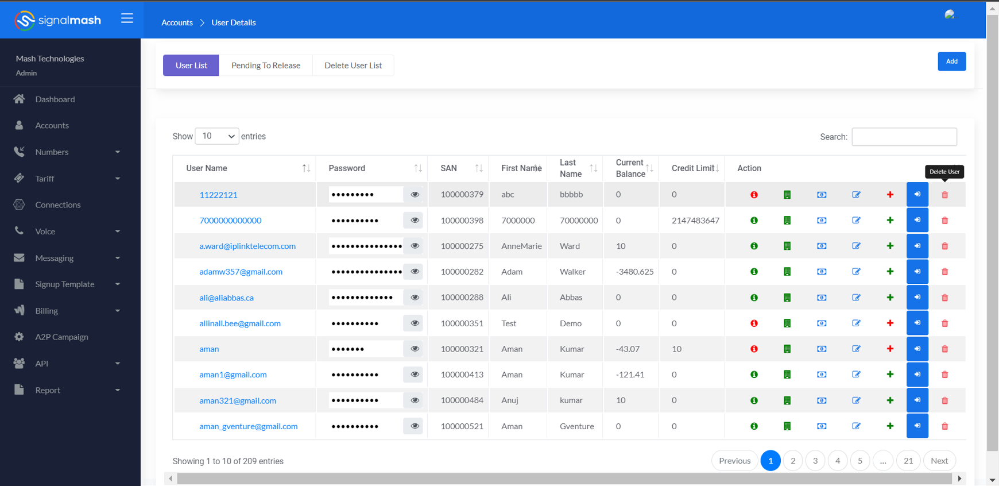 signalmash
Accounts > User Details
Mash Technologies
Admin
Dashboard
Accounts
Numbers
Tariff
Connections
Voice
Messaging
Signup Template
Billing
A2P Campaign
API
Report
User List Pending To Release Delete User List Add
Show 10 entries Search:
User Name Password SAN First Name Last Name Current Balance Credit Limit Action
Delete User
11222121 ••••••••• 100000379 abc bbbbb 0 0
7000000000000 •••••••••• 100000398 7000000 70000000 0 2147483647
a.ward@iplinktelecom.com ••••••••••••••• 100000275 AnneMarie Ward 10 0
adamw357@gmail.com ••••••••••••••• 100000282 Adam Walker -3480.625 0
ali@aliabbas.ca ••••••••••••• 100000288 Ali Abbas 0 0
allinall.bee@gmail.com •••••••••• 100000351 Test Demo 0 0
aman ••••••• 100000321 Aman Kumar -43.07 10
aman1@gmail.com •••••••••• 100000413 Aman Kumar -121.41 0
aman321@gmail.com •••••••••• 100000484 Anuj kumar 10 0
aman_gventure@gmail.com •••••••••• 100000521 Aman Gventure 0 0
Showing 1 to 10 of 209 entries Previous 1 2 3 4 5 ... 21 Next